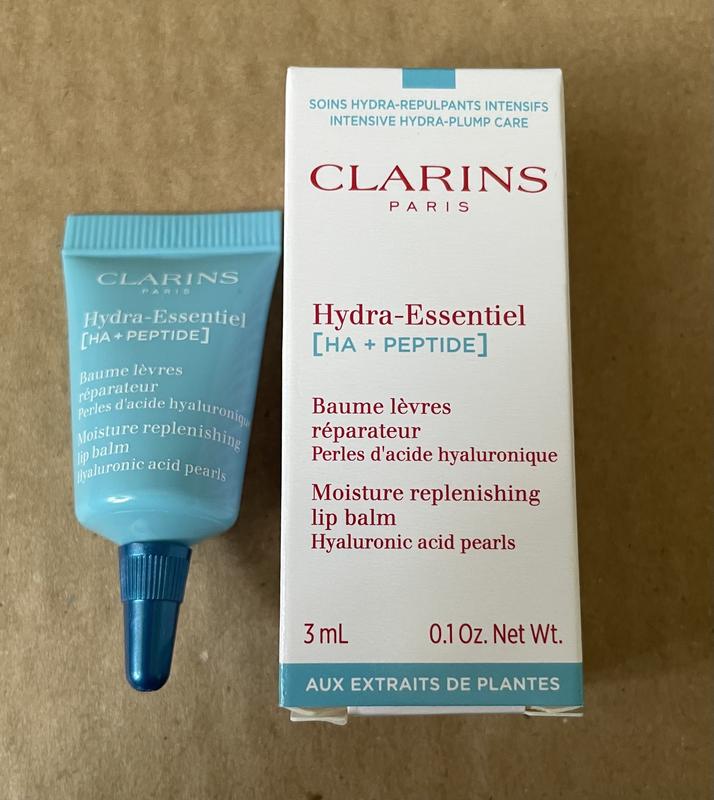 CLARINS
PARIS
Hydra-Essentiel
[HA + PEPTIDE]
Baume lèvres
réparateur
Perles d'acide hyaluronique
Moisture replenishing
lip balm
Hyaluronic acid pearls
SOINS HYDRA-REPULPANTS INTENSIFS
INTENSIVE HYDRA-PLUMP CARE
CLARINS
PARIS
Hydra-Essentiel
[HA + PEPTIDE]
Baume lèvres
réparateur
Perles d'acide hyaluronique
Moisture replenishing
lip balm
Hyaluronic acid pearls
3 mL 0.1 Oz. Net Wt.
AUX EXTRAITS DE PLANTES